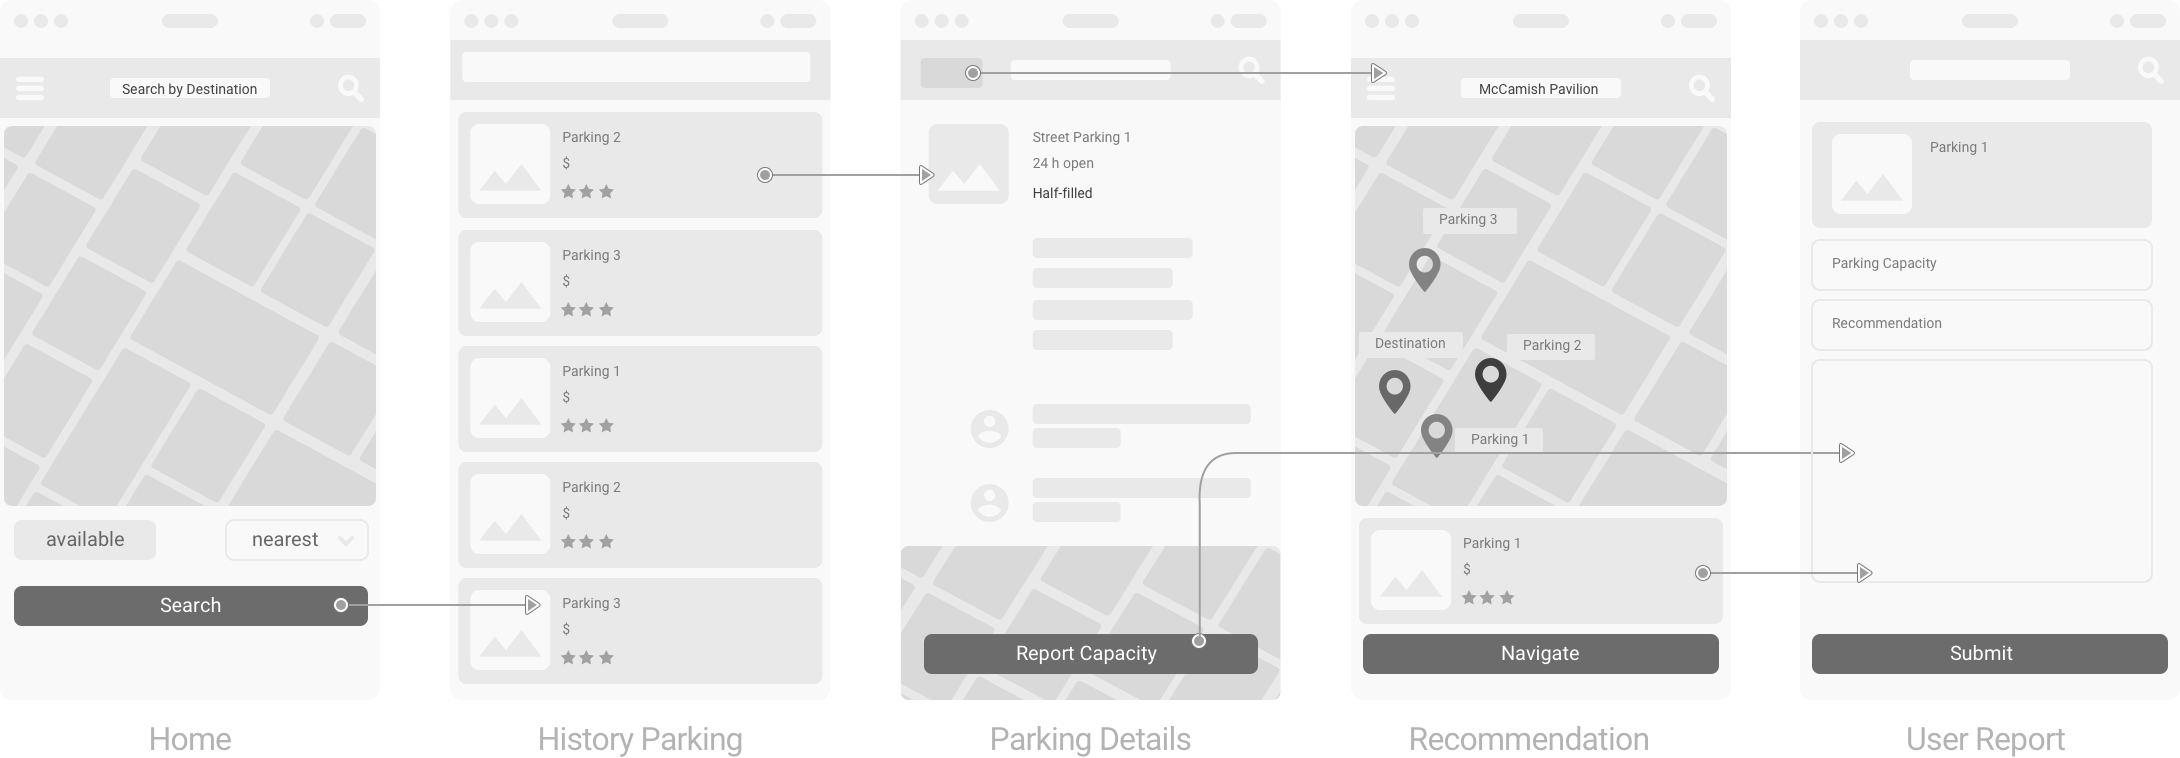 Search by Destination
available
nearest
Search
Home
Parking 2
$
Parking 3
$
Parking 1
$
Parking 2
$
Parking 3
$
History Parking
Street Parking 1
24 h open
Half-filled
Report Capacity
Parking Details
McCamish Pavilion
Parking 3
Destination
Parking 2
Parking 1
Parking 1
$
Navigate
Recommendation
Parking 1
Parking Capacity
Recommendation
Submit
User Report